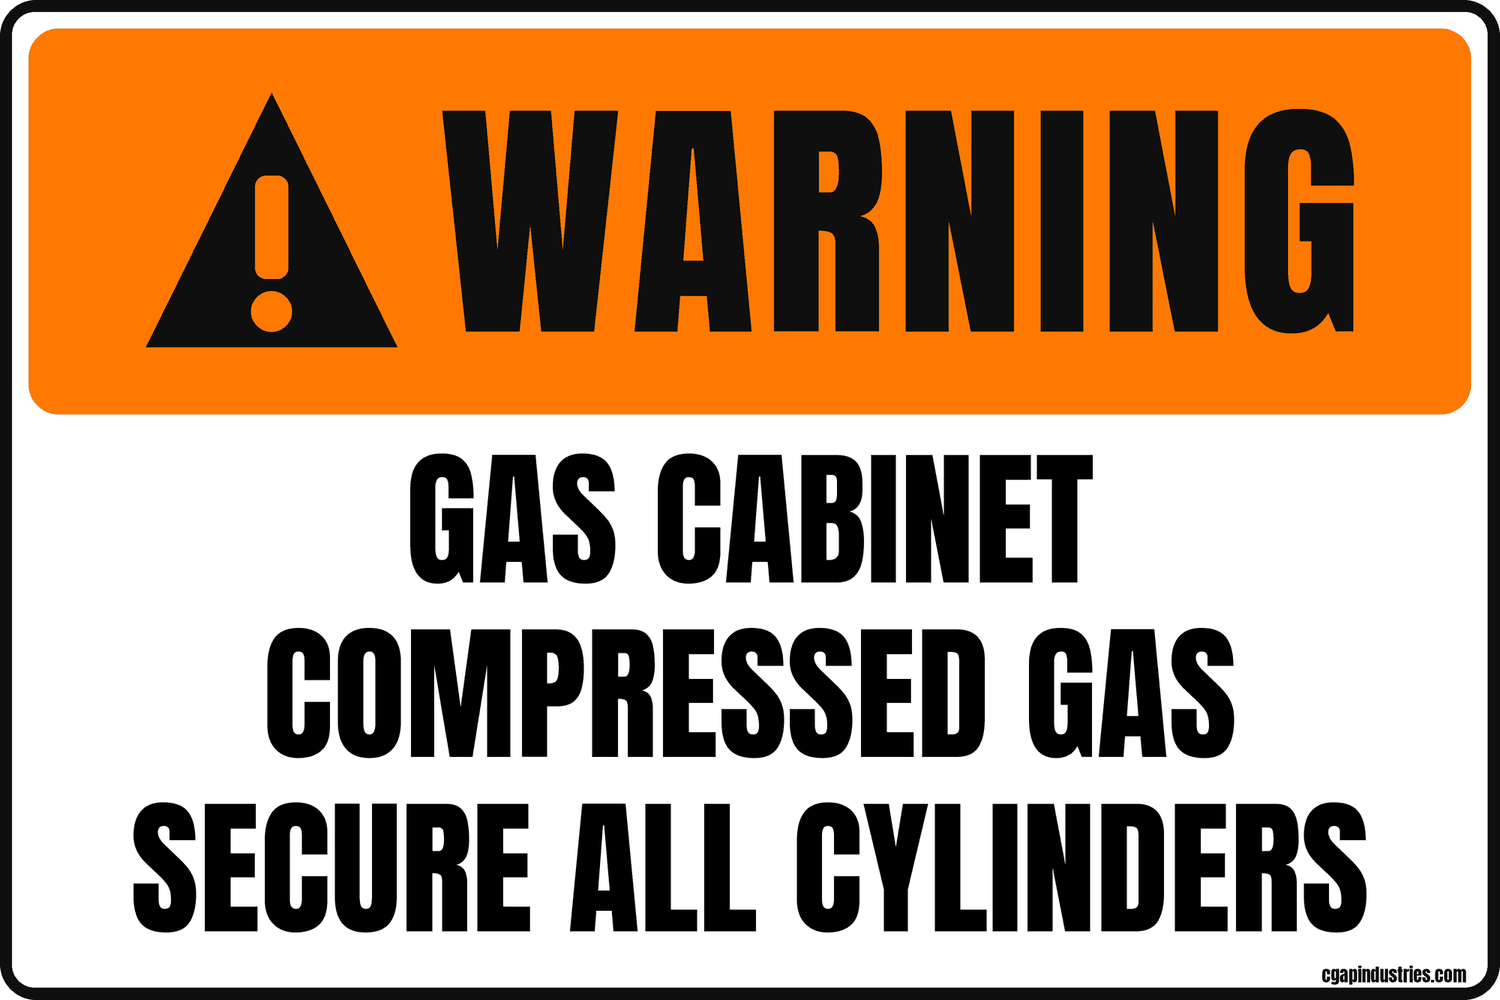 WARNING
GAS CABINET
COMPRESSED GAS
SECURE ALL CYLINDERS
cgapindustries.com